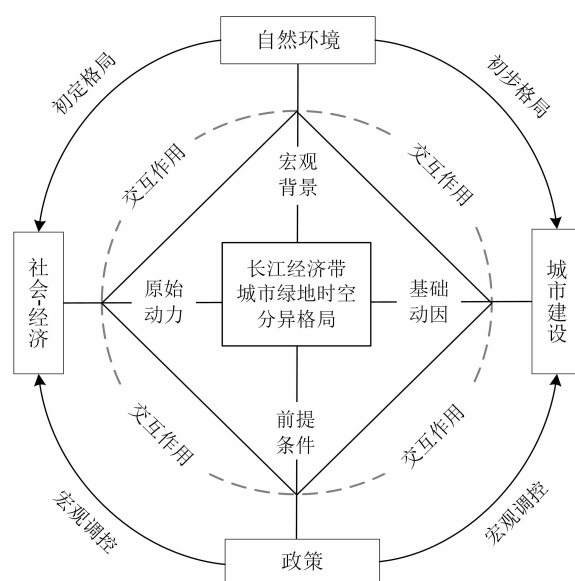 自然环境
初定格局
初步格局
交互作用
交互作用
宏观
背景
社会-经济
原始
动力
长江经济带
城市绿地时空
分异格局
基础
动因
城市建设
前提
条件
交互作用
交互作用
宏观调控
宏观调控
政策